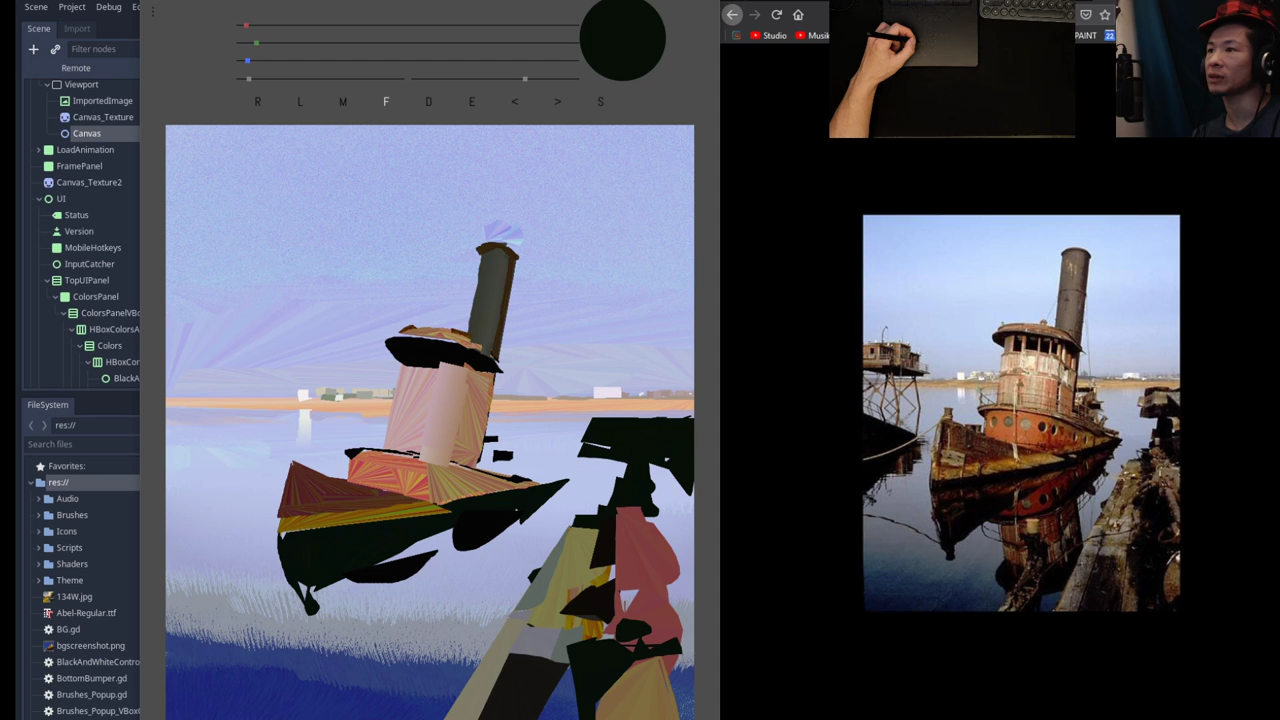 Scene Project Debug
Scene Import
Filter nodes
Remote
Viewport
ImportedImage
Canvas_Texture
Canvas
LoadAnimation
FramePanel
Canvas_Texture2
UI
Status
Version
MobileHotkeys
InputCatcher
TopUIPanel
ColorsPanel
Colors
FileSystem
res://
Search files
Favorites:
res://
Audio
Brushes
Icons
Scripts
Shaders
Theme
134W.jpg
Abel-Regular.ttf
BG.gd
bgscreenshot.png
BottomBumper.gd
Brushes_Popup.gd
R L M F D E < > S
Studio
PAINT